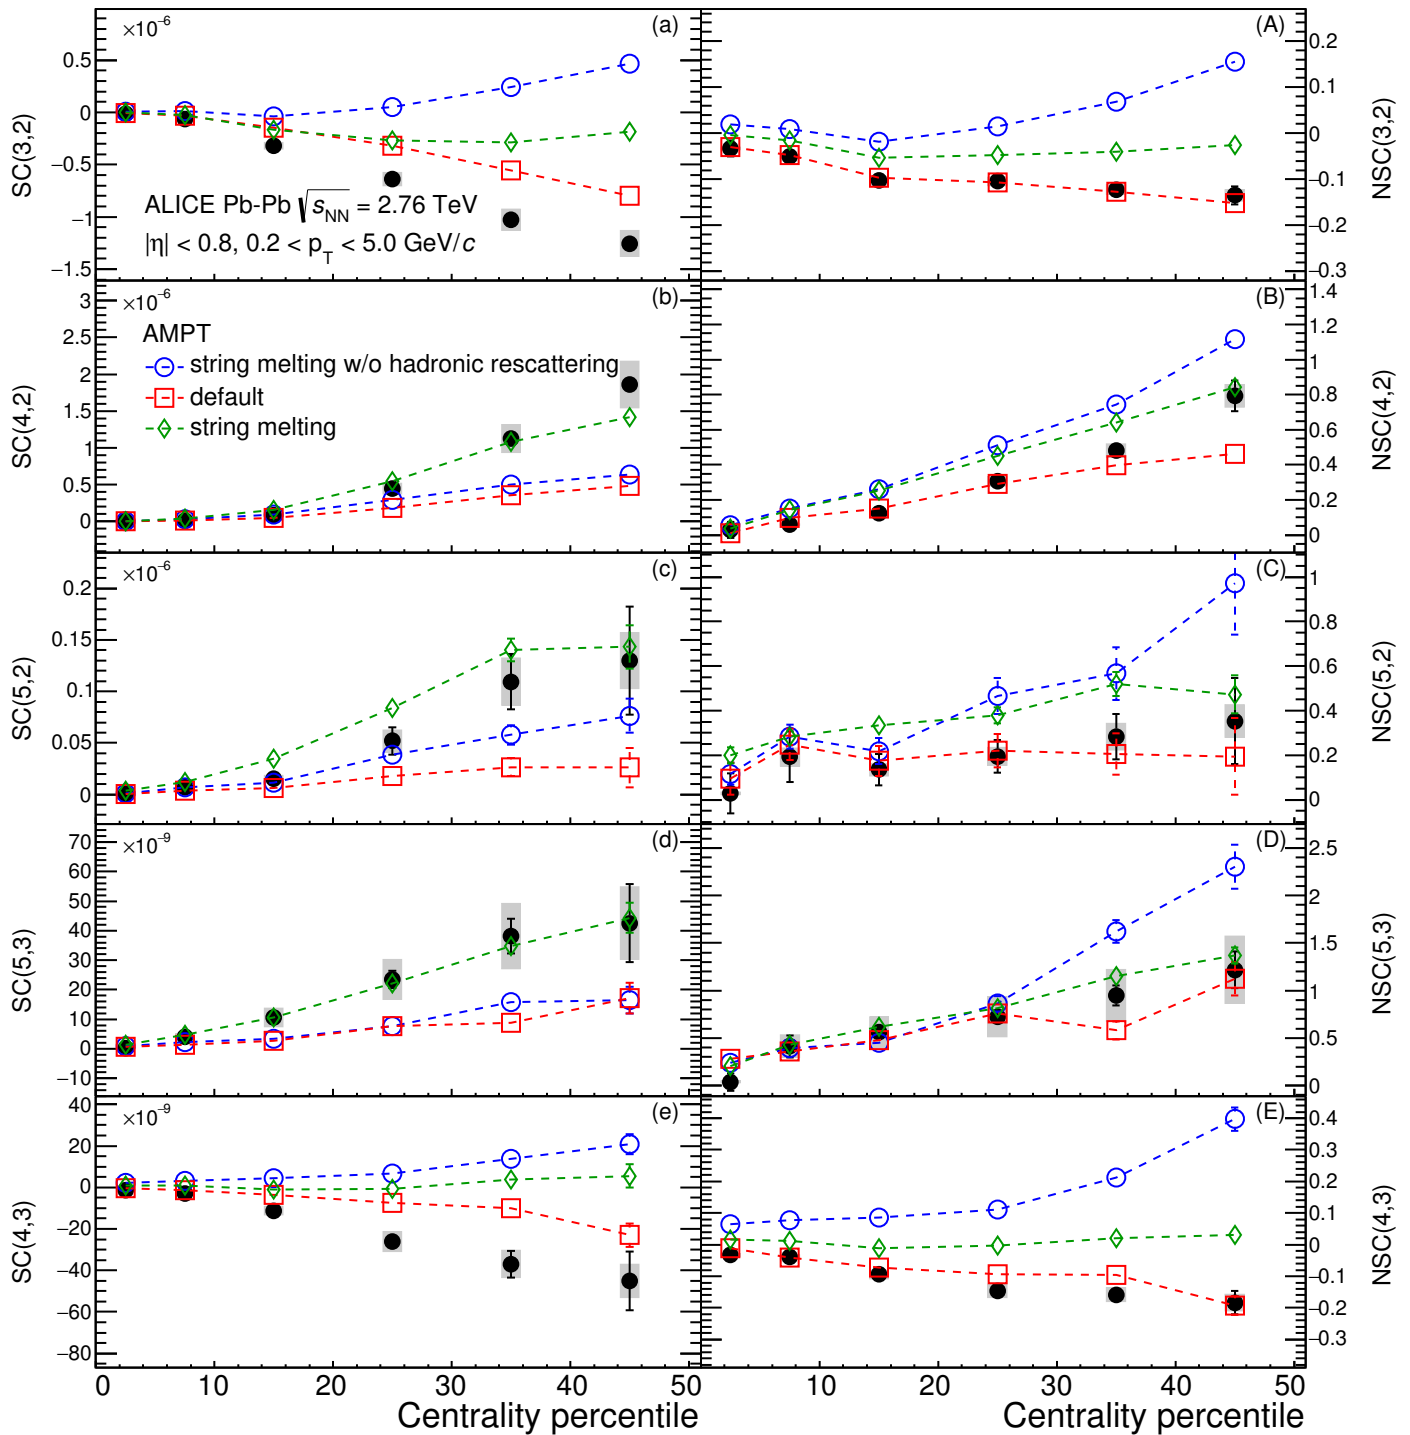 ×10⁻⁶
(a)
SC(3,2)
0.5
0
−0.5
−1
−1.5
ALICE Pb-Pb √s_NN = 2.76 TeV
|η| < 0.8, 0.2 < p_T < 5.0 GeV/c
(A)
NSC(3,2)
0.2
0.1
0
−0.1
−0.2
−0.3
×10⁻⁶
(b)
SC(4,2)
3
2.5
2
1.5
1
0.5
0
AMPT
string melting w/o hadronic rescattering
default
string melting
(B)
NSC(4,2)
1.4
1.2
1
0.8
0.6
0.4
0.2
0
×10⁻⁶
(c)
SC(5,2)
0.2
0.15
0.1
0.05
0
(C)
NSC(5,2)
1
0.8
0.6
0.4
0.2
0
×10⁻⁹
(d)
SC(5,3)
70
60
50
40
30
20
10
0
−10
(D)
NSC(5,3)
2.5
2
1.5
1
0.5
0
×10⁻⁹
(e)
SC(4,3)
40
20
0
−20
−40
−60
−80
(E)
NSC(4,3)
0.4
0.3
0.2
0.1
0
−0.1
−0.2
−0.3
0 10 20 30 40 50
Centrality percentile
10 20 30 40 50
Centrality percentile